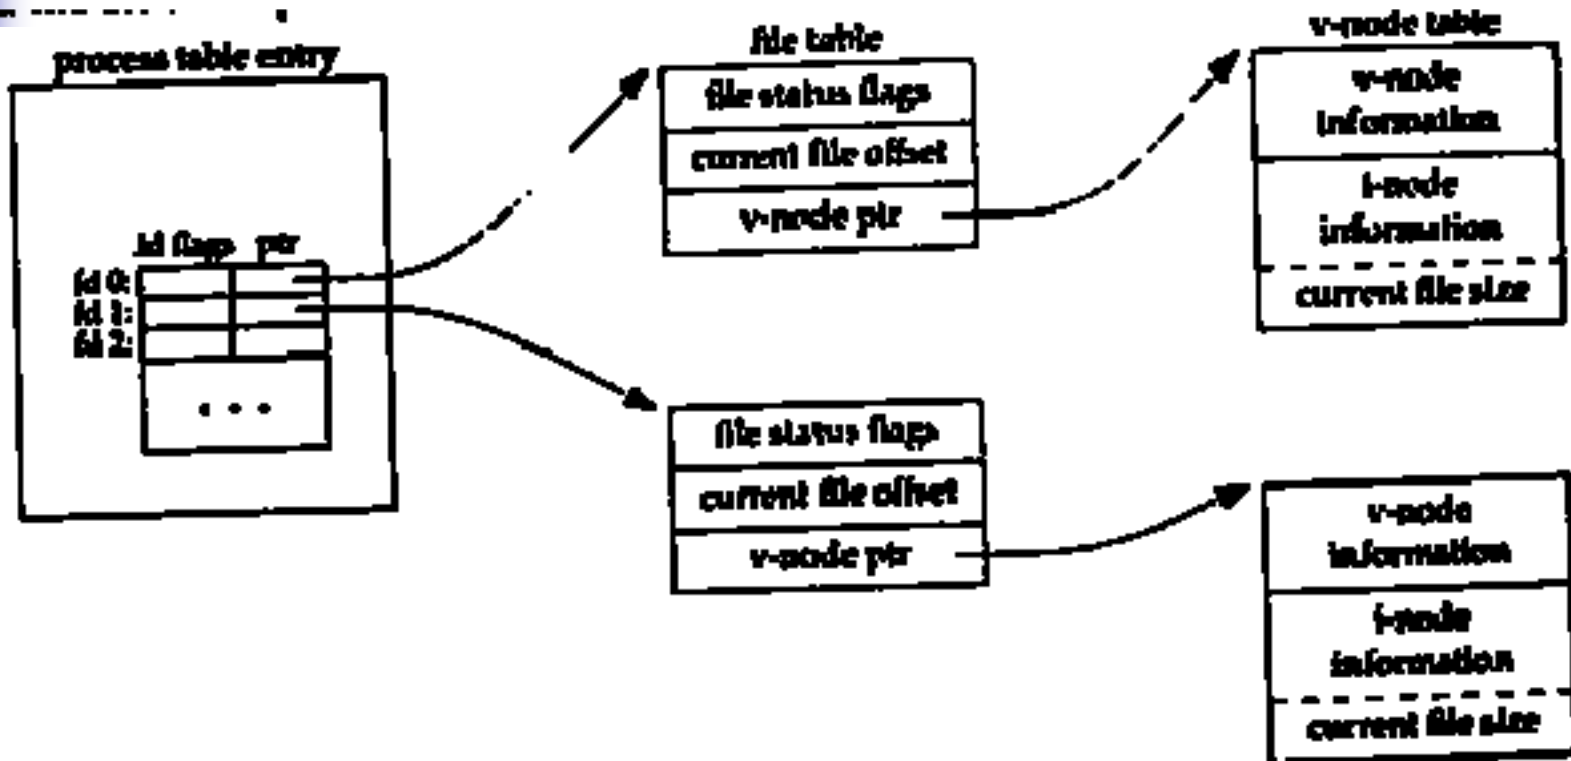 process table entry
fd flags ptr
fd 0:
fd 1:
fd 2:
• • •
file table
file status flags
current file offset
v-node ptr
file status flags
current file offset
v-node ptr
v-node table
v-node
information
i-node
information
current file size
v-node
information
i-node
information
current file size